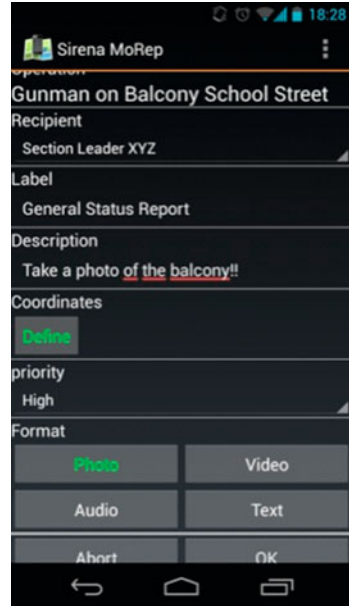 18:28
Sirena MoRep
Operation
Gunman on Balcony School Street
Recipient
Section Leader XYZ
Label
General Status Report
Description
Take a photo of the balcony!!
Coordinates
Define
priority
High
Format
Photo Video
Audio Text
Abort OK